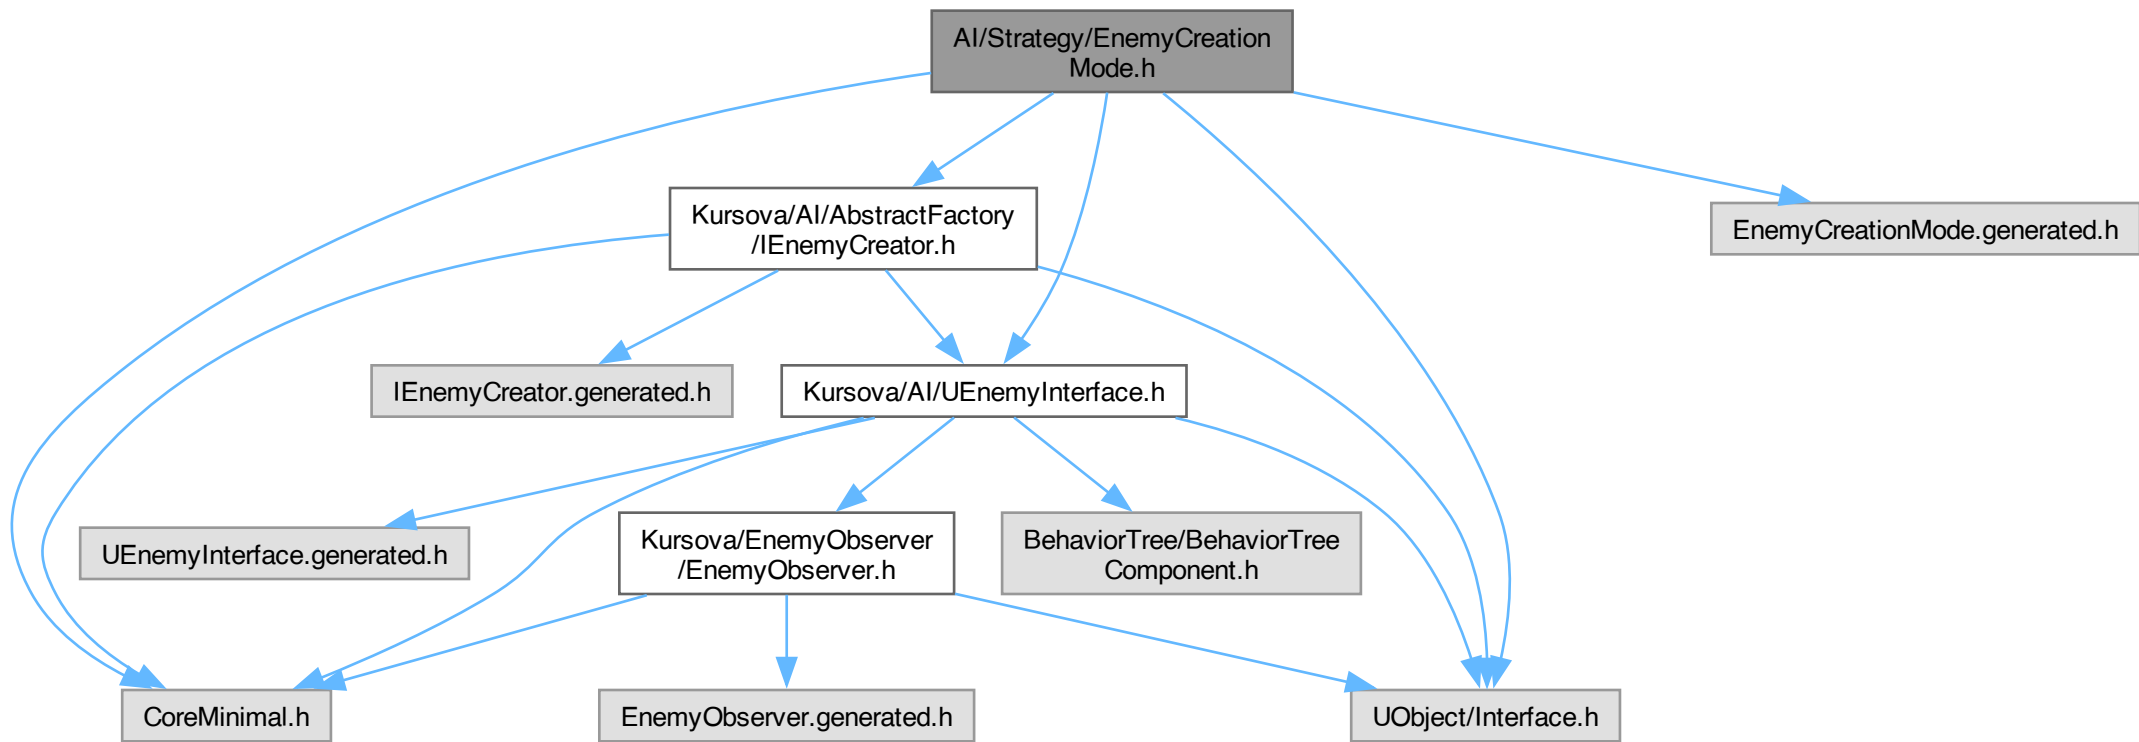 AI/Strategy/EnemyCreation
Mode.h
Kursova/AI/AbstractFactory
/IEnemyCreator.h
EnemyCreationMode.generated.h
IEnemyCreator.generated.h
Kursova/AI/UEnemyInterface.h
UEnemyInterface.generated.h
Kursova/EnemyObserver
/EnemyObserver.h
BehaviorTree/BehaviorTree
Component.h
CoreMinimal.h
EnemyObserver.generated.h
UObject/Interface.h